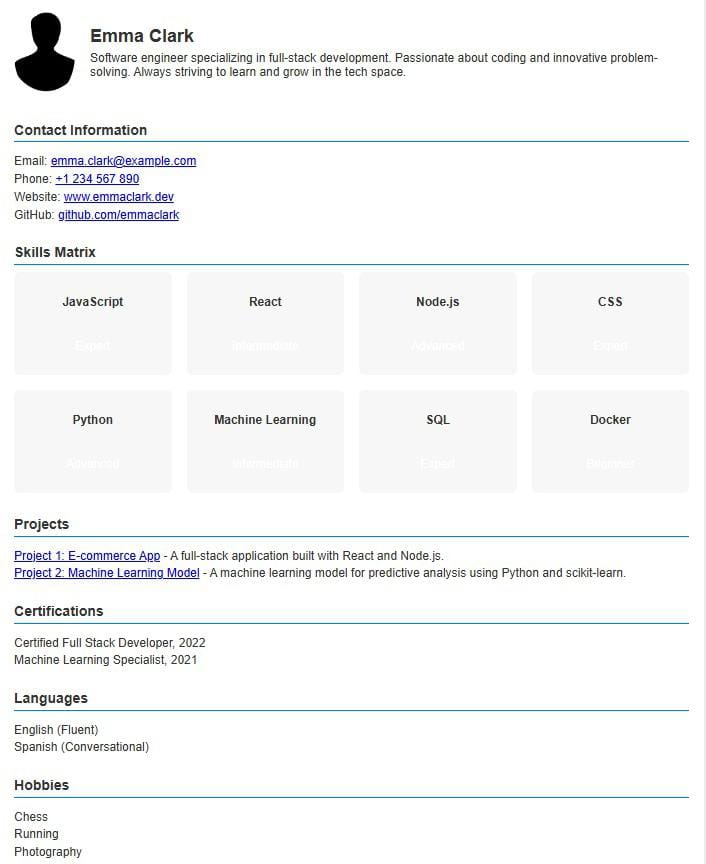 Emma Clark
Software engineer specializing in full-stack development. Passionate about coding and innovative problem-
solving. Always striving to learn and grow in the tech space.
Contact Information
Email: emma.clark@example.com
Phone: +1 234 567 890
Website: www.emmaclark.dev
GitHub: github.com/emmaclark
Skills Matrix
JavaScript React Node.js CSS
Expert Intermediate Advanced Expert
Python Machine Learning SQL Docker
Advanced Intermediate Expert Beginner
Projects
Project 1: E-commerce App - A full-stack application built with React and Node.js.
Project 2: Machine Learning Model - A machine learning model for predictive analysis using Python and scikit-learn.
Certifications
Certified Full Stack Developer, 2022
Machine Learning Specialist, 2021
Languages
English (Fluent)
Spanish (Conversational)
Hobbies
Chess
Running
Photography